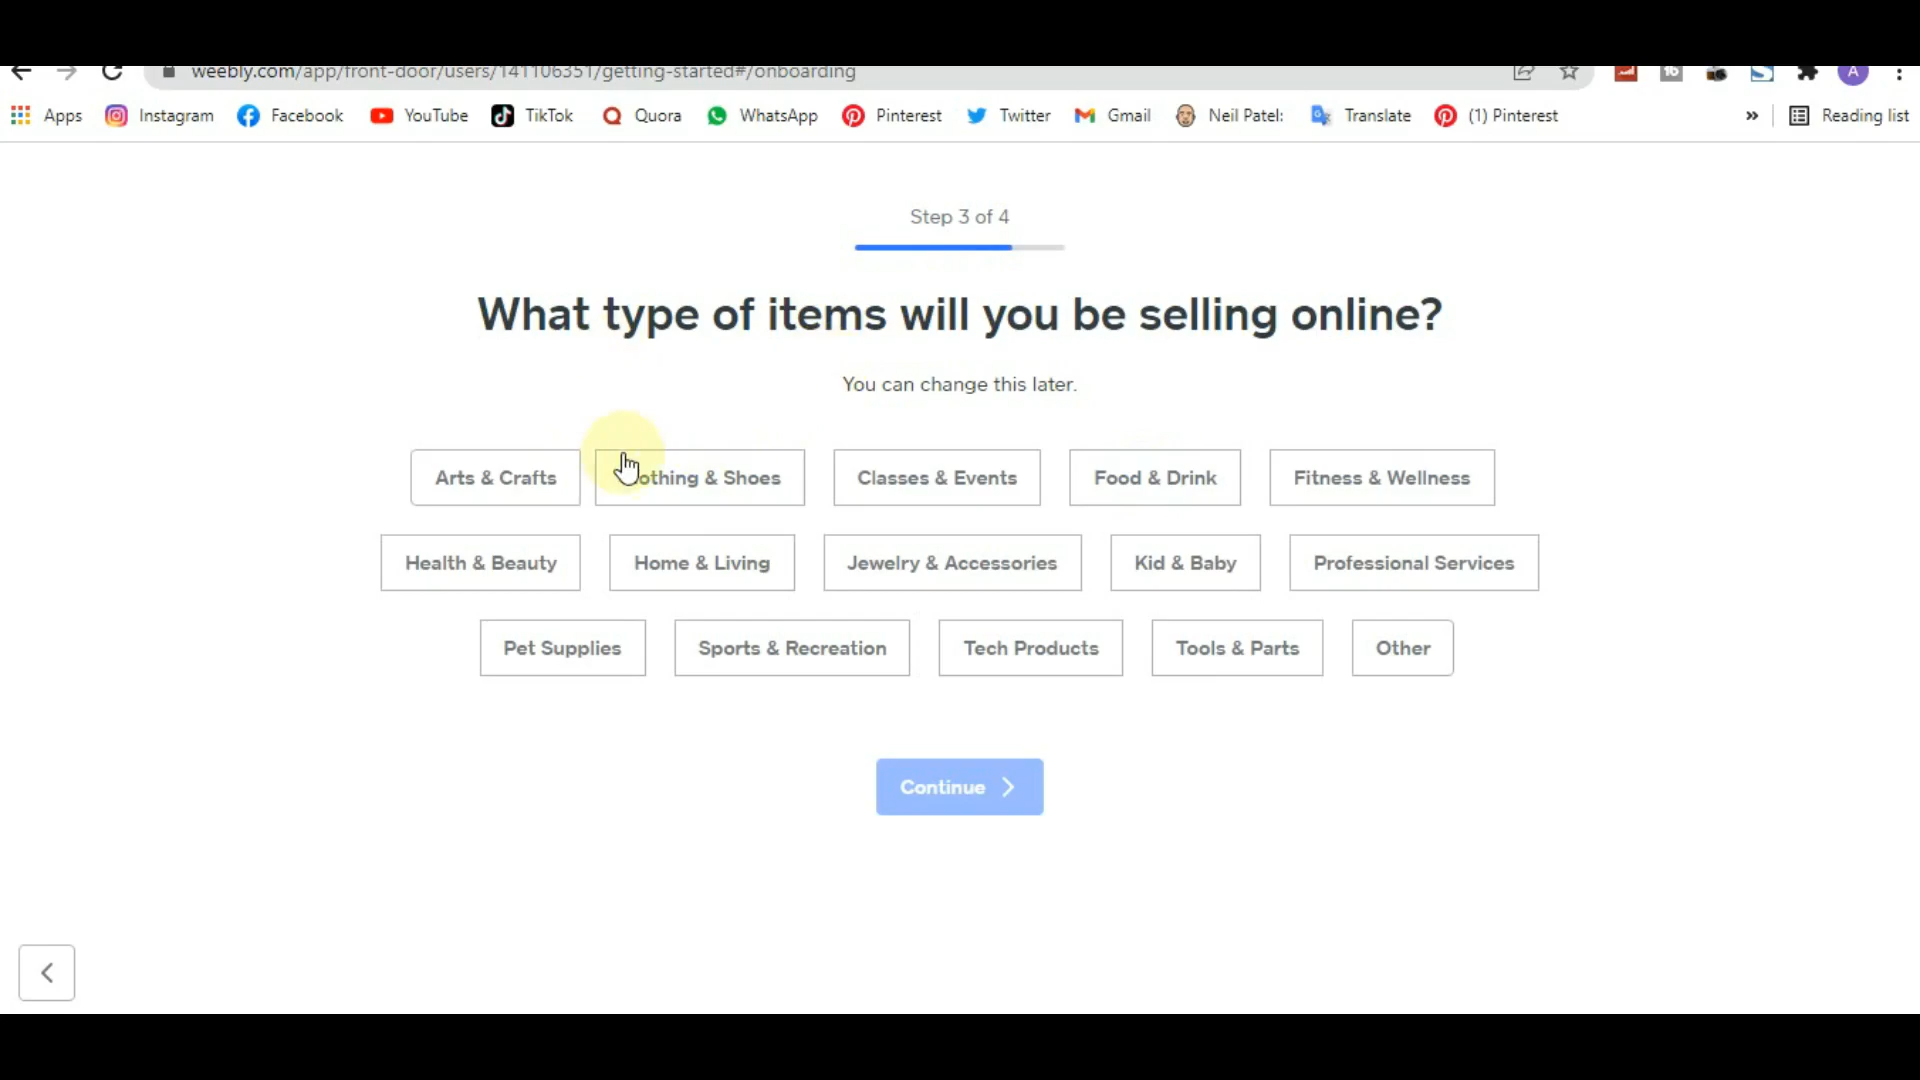 weebly.com/app/front-door/users/141106351/getting-started#/onboarding
A
Apps Instagram Facebook YouTube TikTok Quora WhatsApp Pinterest Twitter Gmail Neil Patel: Translate (1) Pinterest » Reading list
Step 3 of 4
What type of items will you be selling online?
You can change this later.
Arts & Crafts othing & Shoes Classes & Events Food & Drink Fitness & Wellness
Health & Beauty Home & Living Jewelry & Accessories Kid & Baby Professional Services
Pet Supplies Sports & Recreation Tech Products Tools & Parts Other
Continue